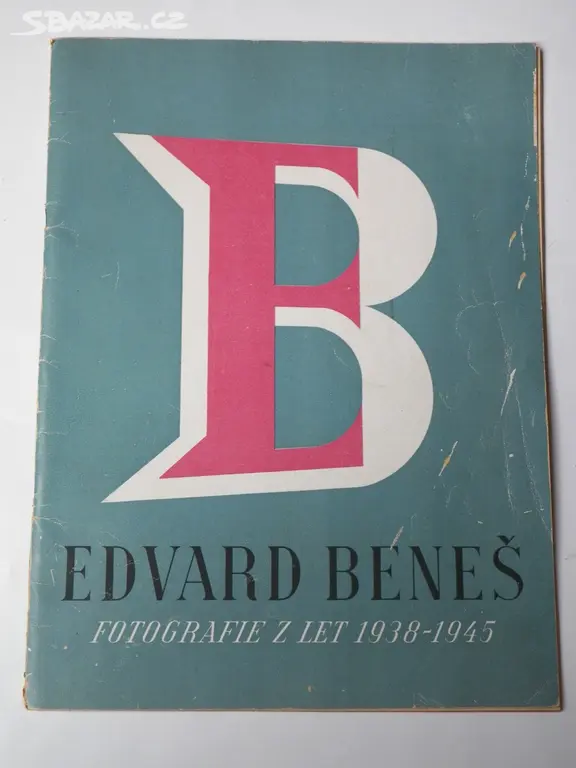 SBAZAR.CZ
EB
EDVARD BENEŠ
FOTOGRAFIE Z LET 1938-1945